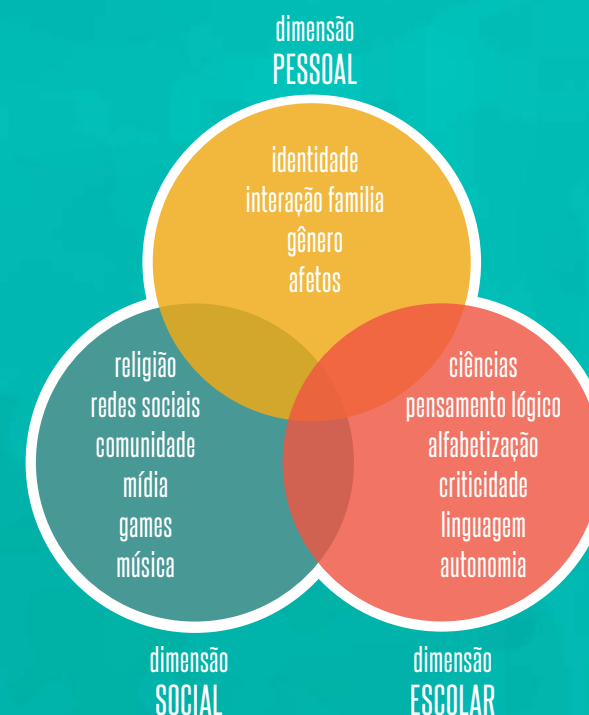 dimensão
PESSOAL
identidade
interação familia
gênero
afetos
religião
redes sociais
comunidade
mídia
games
música
ciências
pensamento lógico
alfabetização
criticidade
linguagem
autonomia
dimensão
SOCIAL
dimensão
ESCOLAR